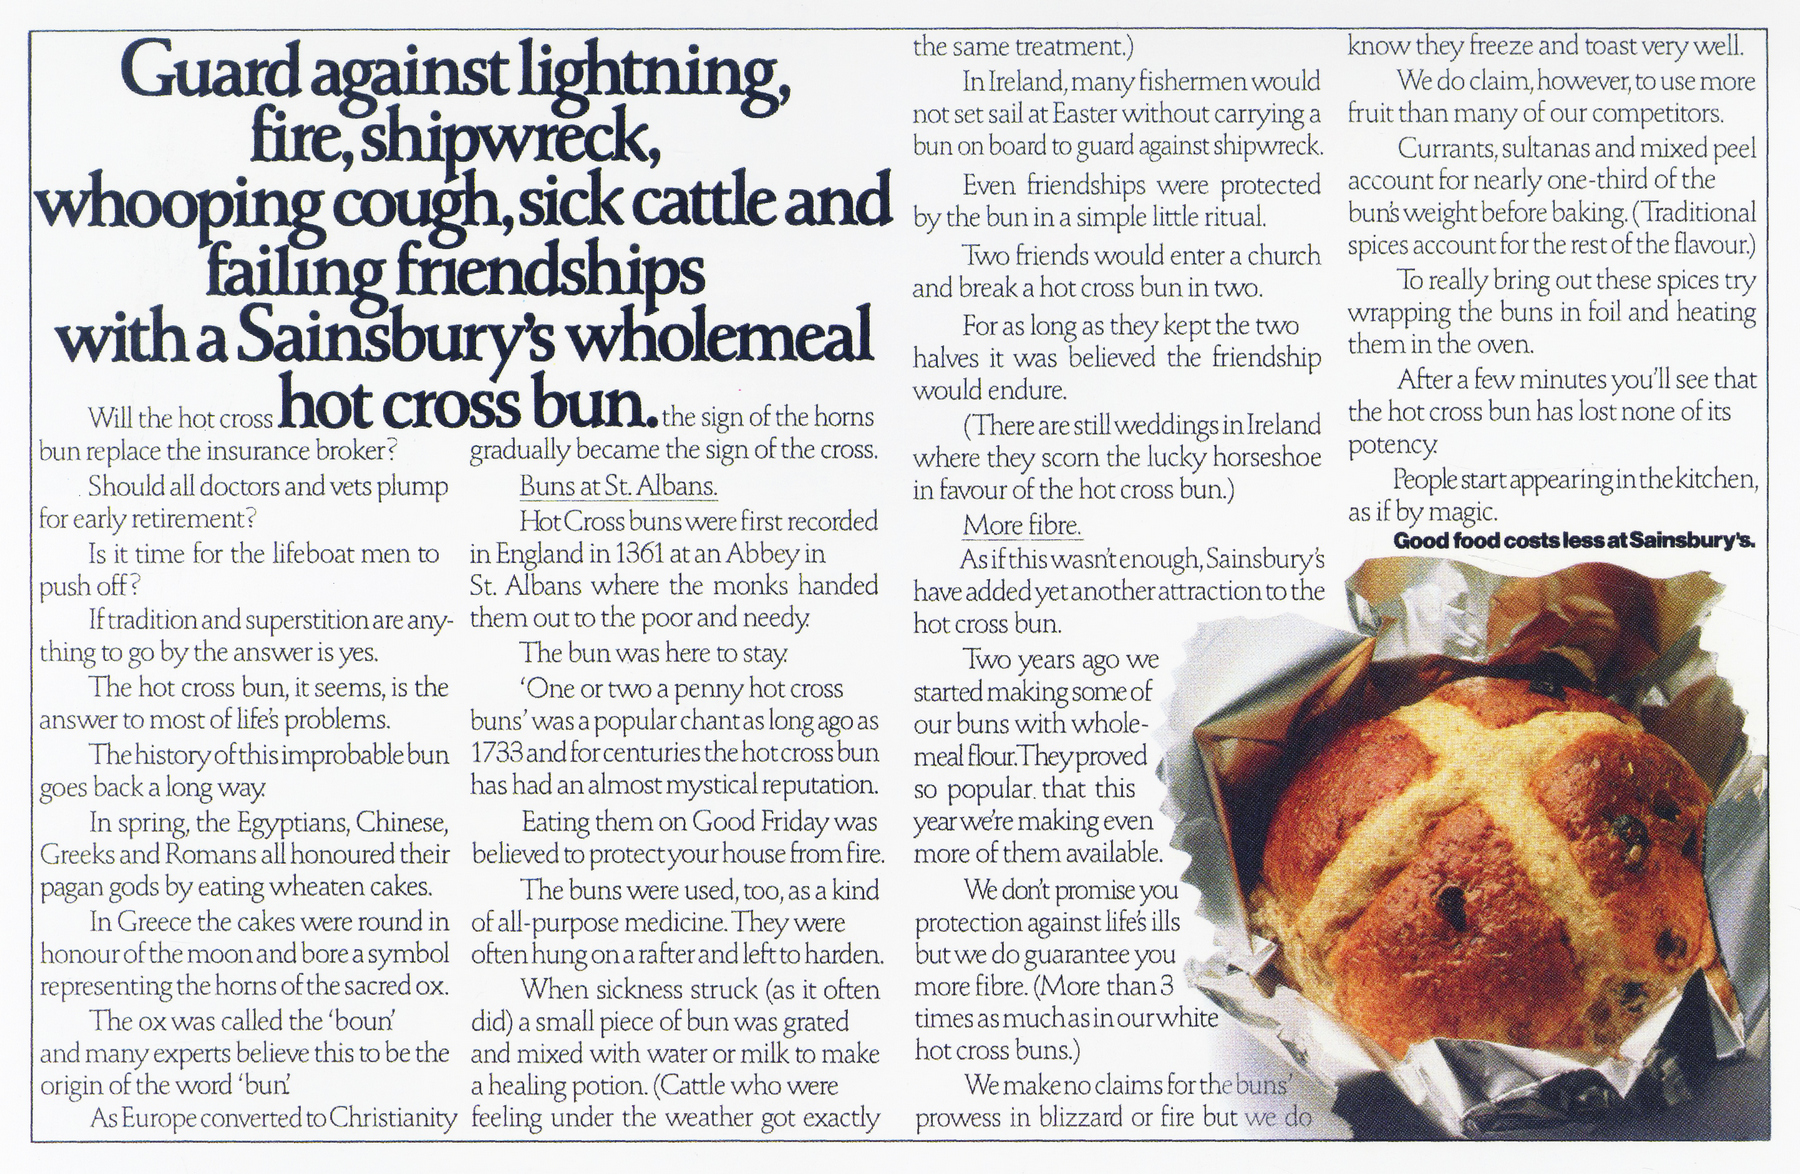 Guard against lightning,
fire, shipwreck,
whooping cough, sick cattle and
failing friendships
with a Sainsbury's wholemeal
hot cross bun.
Will the hot cross
bun replace the insurance broker?
Should all doctors and vets plump
for early retirement?
Is it time for the lifeboat men to
push off?
If tradition and superstition are any-
thing to go by the answer is yes.
The hot cross bun, it seems, is the
answer to most of life's problems.
The history of this improbable bun
goes back a long way.
In spring, the Egyptians, Chinese,
Greeks and Romans all honoured their
pagan gods by eating wheaten cakes.
In Greece the cakes were round in
honour of the moon and bore a symbol
representing the horns of the sacred ox.
The ox was called the 'boun'
and many experts believe this to be the
origin of the word 'bun'.
As Europe converted to Christianity
the sign of the horns
gradually became the sign of the cross.
Buns at St. Albans.
Hot Cross buns were first recorded
in England in 1361 at an Abbey in
St. Albans where the monks handed
them out to the poor and needy.
The bun was here to stay.
'One or two a penny hot cross
buns' was a popular chant as long ago as
1733 and for centuries the hot cross bun
has had an almost mystical reputation.
Eating them on Good Friday was
believed to protect your house from fire.
The buns were used, too, as a kind
of all-purpose medicine. They were
often hung on a rafter and left to harden.
When sickness struck (as it often
did) a small piece of bun was grated
and mixed with water or milk to make
a healing potion. (Cattle who were
feeling under the weather got exactly
the same treatment.)
In Ireland, many fishermen would
not set sail at Easter without carrying a
bun on board to guard against shipwreck.
Even friendships were protected
by the bun in a simple little ritual.
Two friends would enter a church
and break a hot cross bun in two.
For as long as they kept the two
halves it was believed the friendship
would endure.
(There are still weddings in Ireland
where they scorn the lucky horseshoe
in favour of the hot cross bun.)
More fibre.
As if this wasn't enough, Sainsbury's
have added yet another attraction to the
hot cross bun.
Two years ago we
started making some of
our buns with whole-
meal flour. They proved
so popular. that this
year we're making even
more of them available.
We don't promise you
protection against life's ills
but we do guarantee you
more fibre. (More than 3
times as much as in our white
hot cross buns.)
We make no claims for the buns'
prowess in blizzard or fire but we do
know they freeze and toast very well.
We do claim, however, to use more
fruit than many of our competitors.
Currants, sultanas and mixed peel
account for nearly one-third of the
bun's weight before baking. (Traditional
spices account for the rest of the flavour.)
To really bring out these spices try
wrapping the buns in foil and heating
them in the oven.
After a few minutes you'll see that
the hot cross bun has lost none of its
potency.
People start appearing in the kitchen,
as if by magic.
Good food costs less at Sainsbury's.